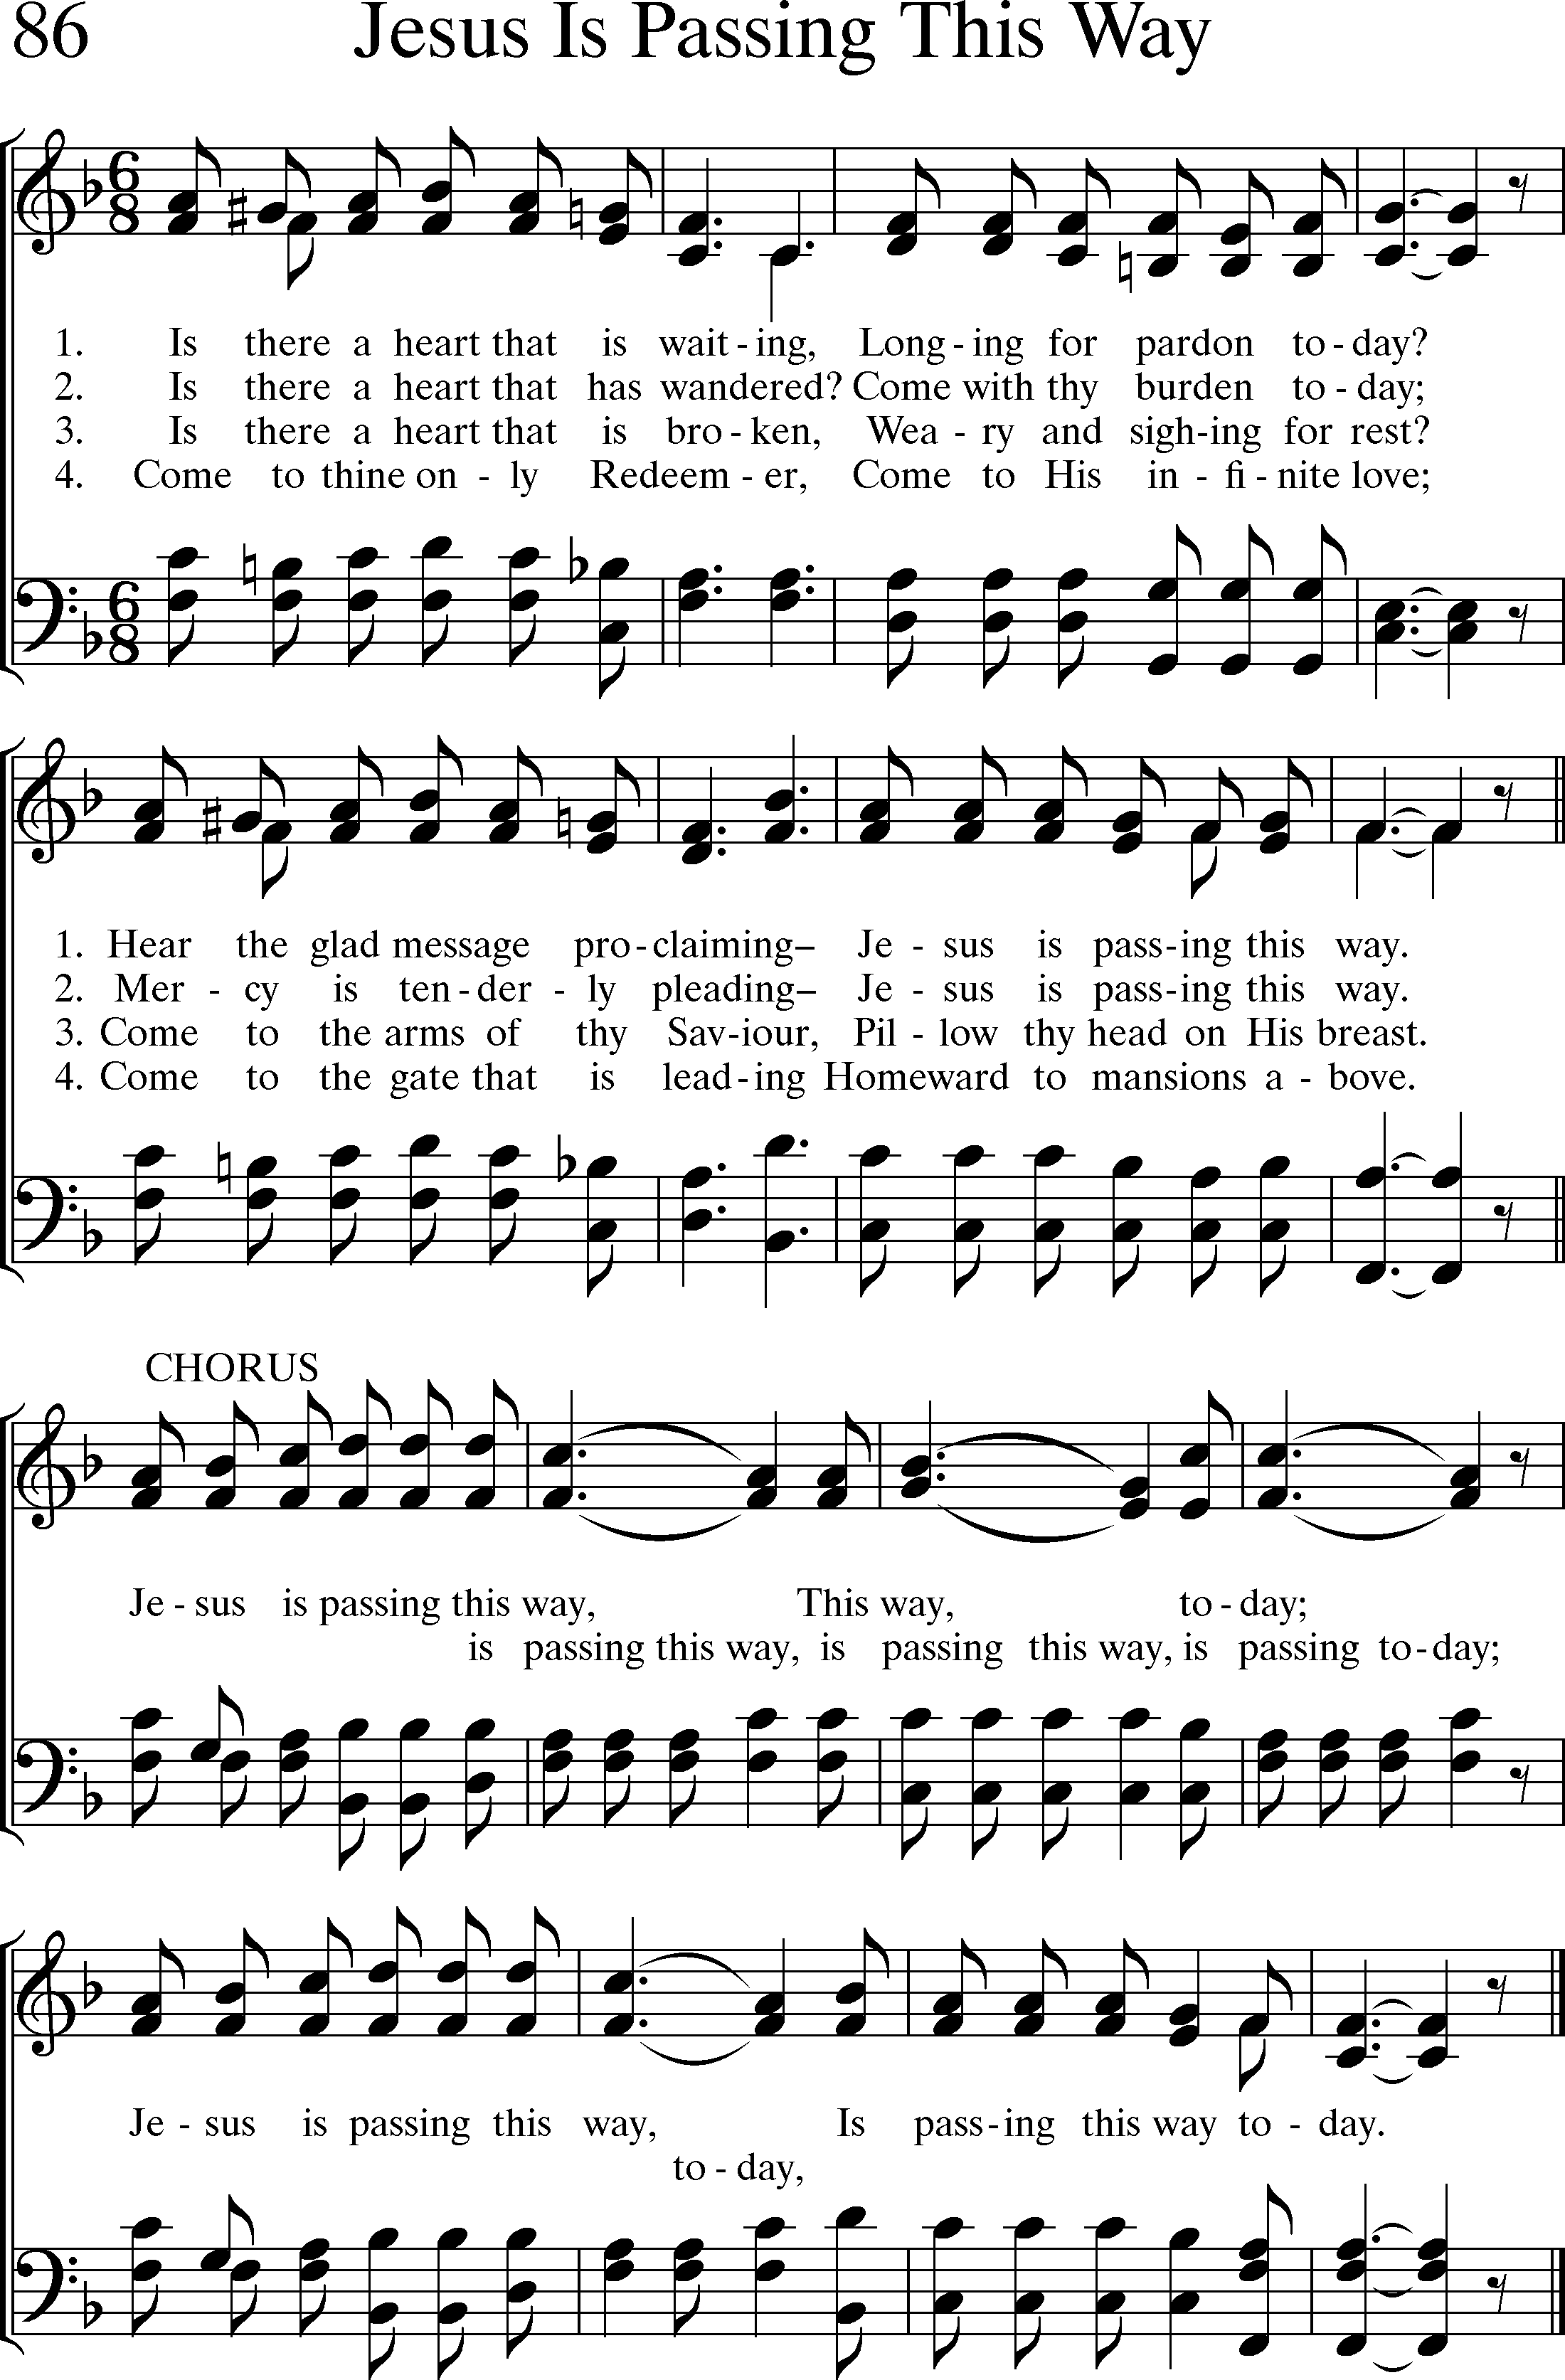 86 Jesus Is Passing This Way
1. Is there a heart that is wait - ing, Long - ing for pardon to - day?
2. Is there a heart that has wandered? Come with thy burden to - day;
3. Is there a heart that is bro - ken, Wea - ry and sigh-ing for rest?
4. Come to thine on - ly Redeem - er, Come to His in - fi - nite love;
1. Hear the glad message pro - claiming– Je - sus is pass-ing this way.
2. Mer - cy is ten - der - ly pleading– Je - sus is pass-ing this way.
3. Come to the arms of thy Sav-iour, Pil - low thy head on His breast.
4. Come to the gate that is lead-ing Homeward to mansions a - bove.
CHORUS
Je - sus is passing this way, This way, to - day;
is passing this way, is passing this way, is passing to-day;
Je - sus is passing this way, Is pass-ing this way to - day.
to - day,